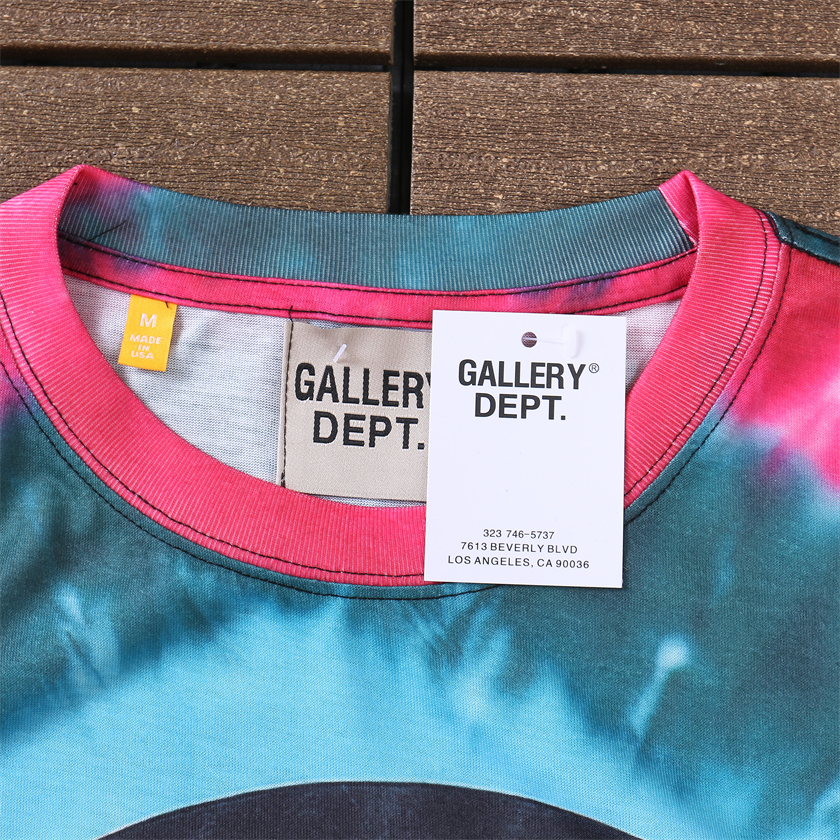 M
MADE
IN
USA
GALLERY
DEPT.
GALLERY®
DEPT.
323 746-5737
7613 BEVERLY BLVD
LOS ANGELES, CA 90036